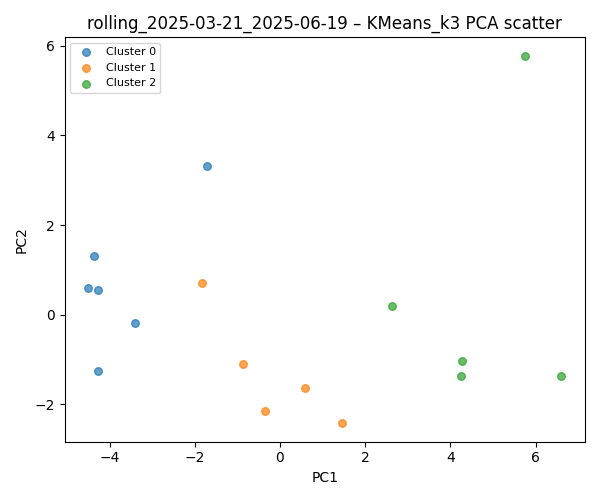 rolling_2025-03-21_2025-06-19 – KMeans_k3 PCA scatter
Cluster 0
Cluster 1
Cluster 2
6
4
2
0
−2
PC2
−4
−2
0
2
4
6
PC1